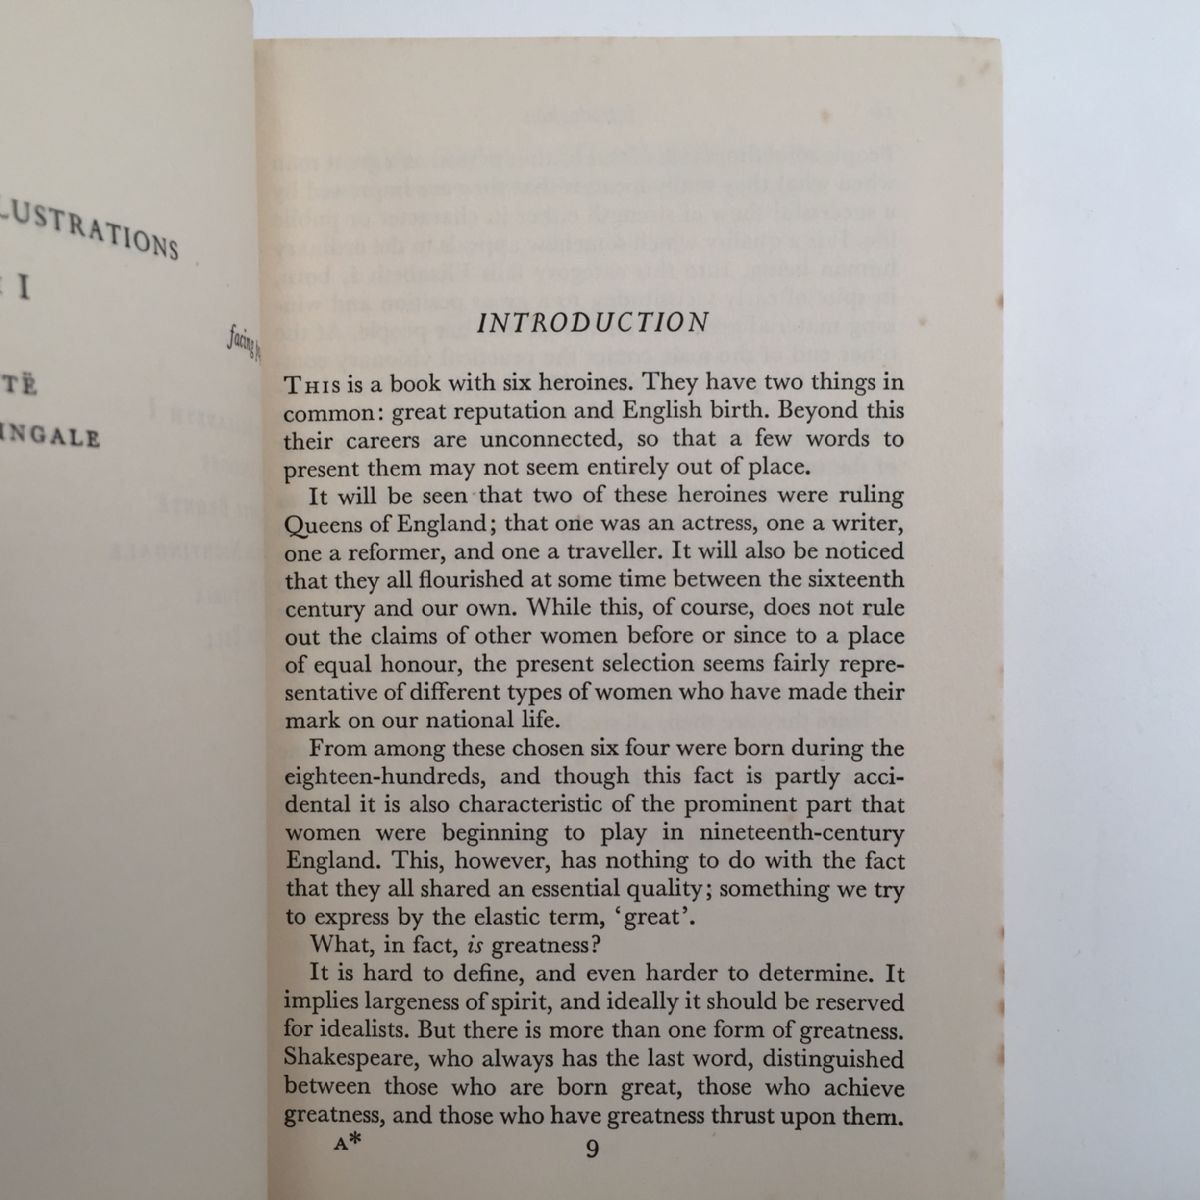 LUSTRATIONS
I
facing
TË
INGALE
INTRODUCTION
THIS is a book with six heroines. They have two things in
common: great reputation and English birth. Beyond this
their careers are unconnected, so that a few words to
present them may not seem entirely out of place.
It will be seen that two of these heroines were ruling
Queens of England; that one was an actress, one a writer,
one a reformer, and one a traveller. It will also be noticed
that they all flourished at some time between the sixteenth
century and our own. While this, of course, does not rule
out the claims of other women before or since to a place
of equal honour, the present selection seems fairly repre-
sentative of different types of women who have made their
mark on our national life.
From among these chosen six four were born during the
eighteen-hundreds, and though this fact is partly acci-
dental it is also characteristic of the prominent part that
women were beginning to play in nineteenth-century
England. This, however, has nothing to do with the fact
that they all shared an essential quality; something we try
to express by the elastic term, ‘great’.
What, in fact, is greatness?
It is hard to define, and even harder to determine. It
implies largeness of spirit, and ideally it should be reserved
for idealists. But there is more than one form of greatness.
Shakespeare, who always has the last word, distinguished
between those who are born great, those who achieve
greatness, and those who have greatness thrust upon them.
A*
9